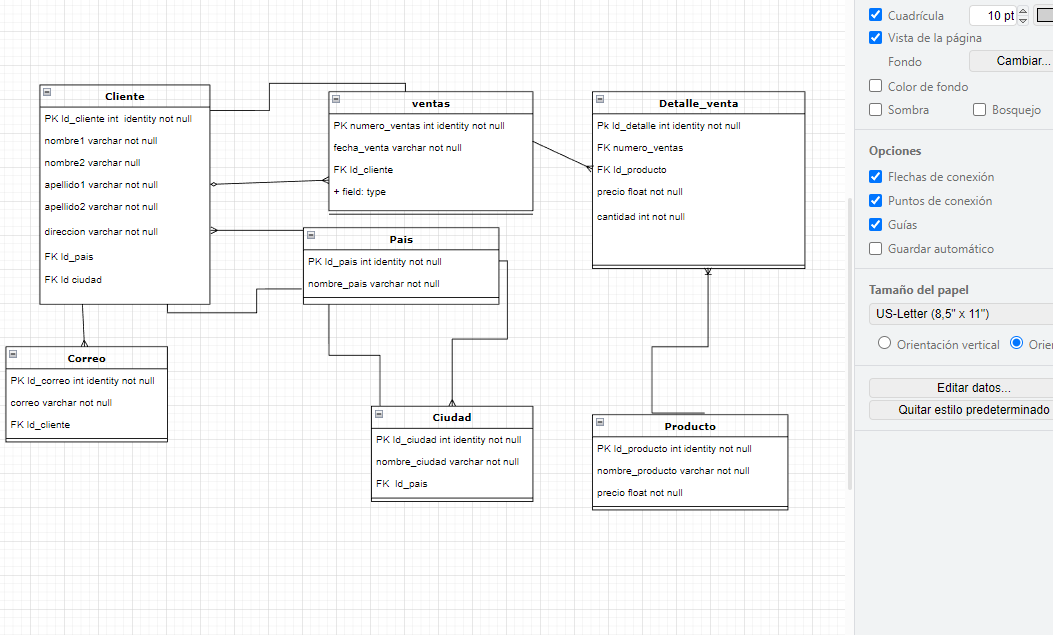 Cliente
PK Id_cliente int identity not null
nombre1 varchar not null
nombre2 varchar null
apellido1 varchar not null
apellido2 varchar not null
direccion varchar not null
FK Id_pais
FK Id ciudad
ventas
PK numero_ventas int identity not null
fecha_venta varchar not null
FK Id_cliente
+ field: type
Detalle_venta
Pk Id_detalle int identity not null
FK numero_ventas
FK Id_producto
precio float not null
cantidad int not null
Pais
PK Id_pais int identity not null
nombre_pais varchar not null
Correo
PK Id_correo int identity not null
correo varchar not null
FK Id_cliente
Ciudad
PK Id_ciudad int identity not null
nombre_ciudad varchar not null
FK Id_pais
Producto
PK Id_producto int identity not null
nombre_producto varchar not null
precio float not null
Cuadrícula
10 pt
Vista de la página
Fondo
Cambiar...
Color de fondo
Sombra
Bosquejo
Opciones
Flechas de conexión
Puntos de conexión
Guías
Guardar automático
Tamaño del papel
US-Letter (8,5" x 11")
Orientación vertical
Orie
Editar datos...
Quitar estilo predeterminado